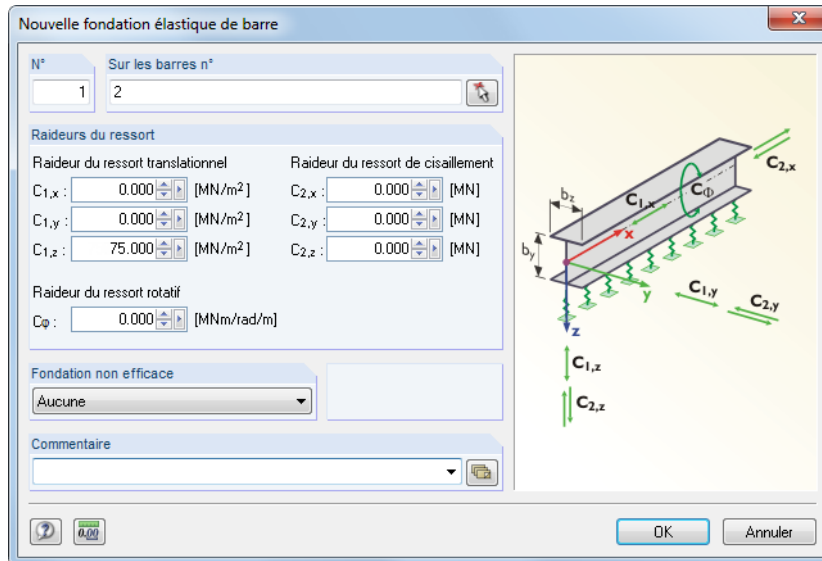 Nouvelle fondation élastique de barre
N° Sur les barres n°
1 2
Raideurs du ressort
Raideur du ressort translationnel Raideur du ressort de cisaillement
C1,x : 0.000 [MN/m2] C2,x : 0.000 [MN]
C1,y : 0.000 [MN/m2] C2,y : 0.000 [MN]
C1,z : 75.000 [MN/m2] C2,z : 0.000 [MN]
Raideur du ressort rotatif
Cφ : 0.000 [MNm/rad/m]
Fondation non efficace
Aucune
Commentaire
C2,x
bz
C1,x
CΦ
x
by
y
C1,y
C2,y
z
C1,z
C2,z
0.00
OK Annuler